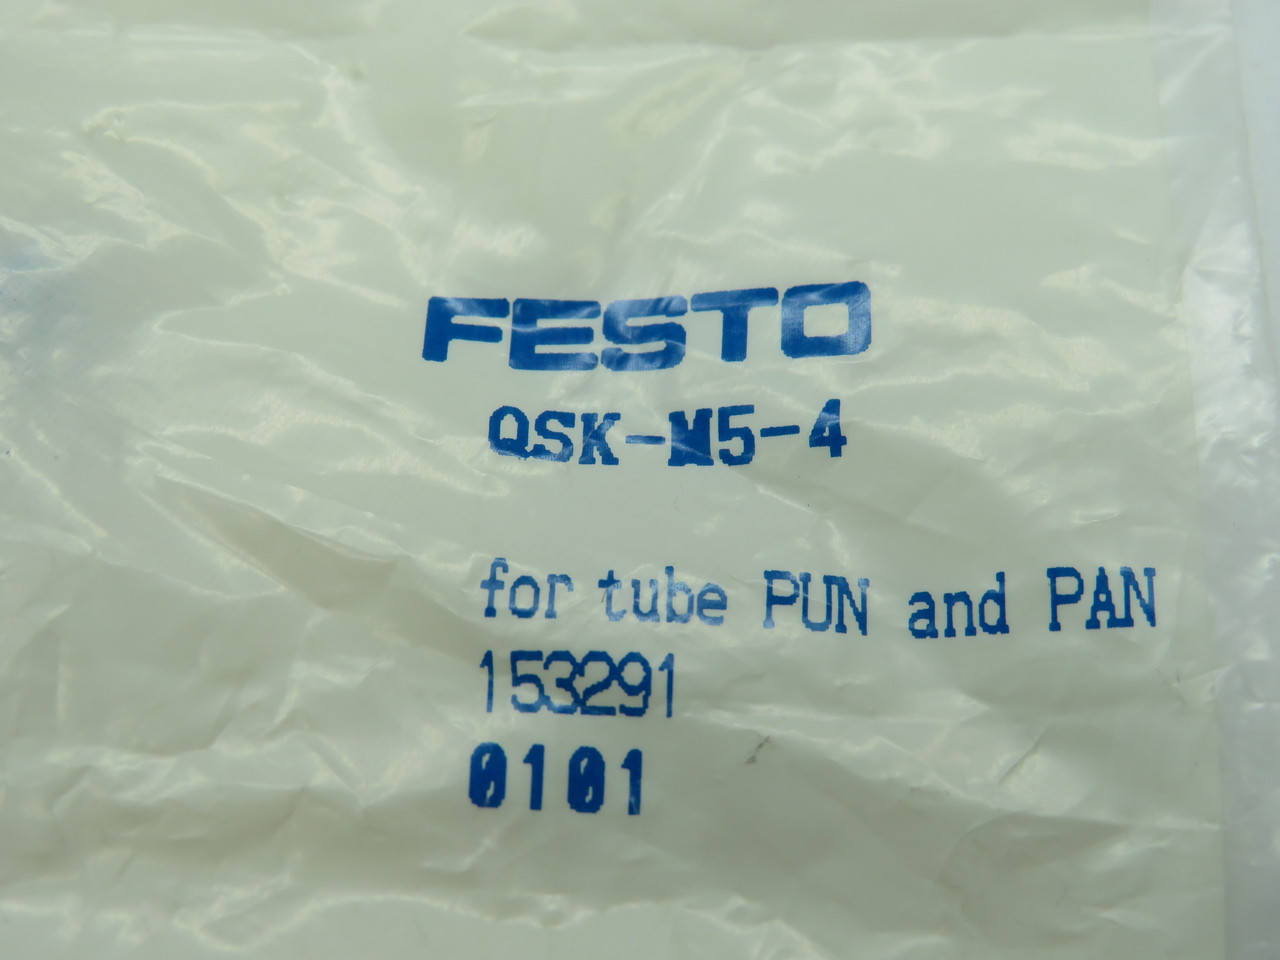 FESTO
QSK-M5-4
for tube PUN and PAN
153291
0101